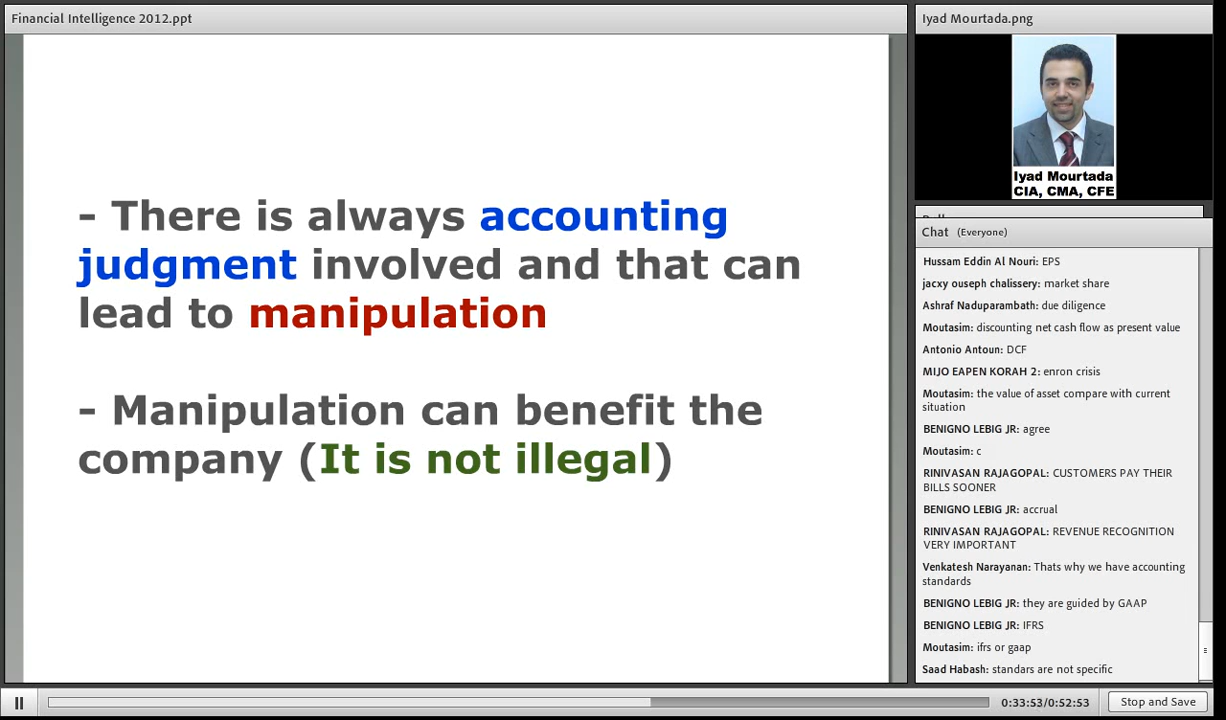 Financial Intelligence 2012.ppt
- There is always accounting
judgment involved and that can
lead to manipulation
- Manipulation can benefit the
company (It is not illegal)
Iyad Mourtada.png
Iyad Mourtada
CIA, CMA, CFE
Chat (Everyone)
Hussam Eddin Al Nouri: EPS
jacxy ouseph chalissery: market share
Ashraf Naduparambath: due diligence
Moutasim: discounting net cash flow as present value
Antonio Antoun: DCF
MIJO EAPEN KORAH 2: enron crisis
Moutasim: the value of asset compare with current
situation
BENIGNO LEBIG JR: agree
Moutasim: c
RINIVASAN RAJAGOPAL: CUSTOMERS PAY THEIR
BILLS SOONER
BENIGNO LEBIG JR: accrual
RINIVASAN RAJAGOPAL: REVENUE RECOGNITION
VERY IMPORTANT
Venkatesh Narayanan: Thats why we have accounting
standards
BENIGNO LEBIG JR: they are guided by GAAP
BENIGNO LEBIG JR: IFRS
Moutasim: ifrs or gaap
Saad Habash: standars are not specific
0:33:53/0:52:53
Stop and Save